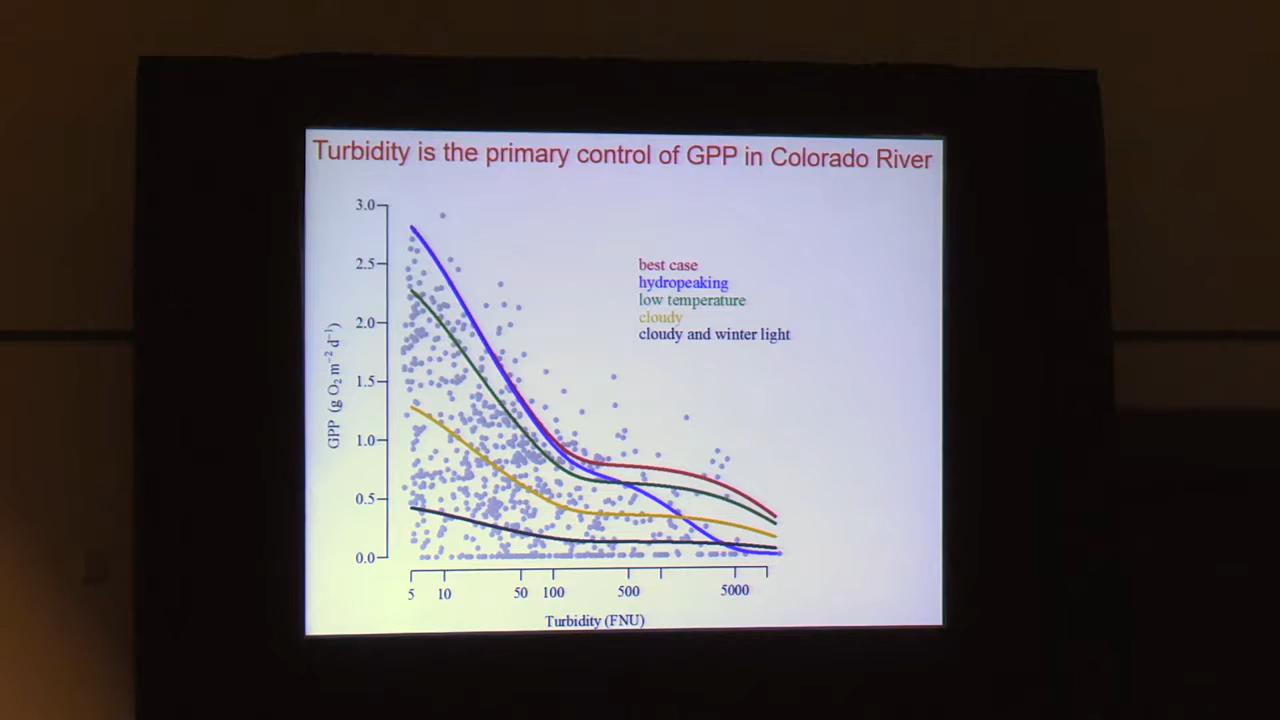 Turbidity is the primary control of GPP in Colorado River
3.0
2.5
2.0
1.5
1.0
0.5
0.0
GPP (g O₂ m⁻² d⁻¹)
best case
hydropeaking
low temperature
cloudy
cloudy and winter light
5 10 50 100 500 5000
Turbidity (FNU)